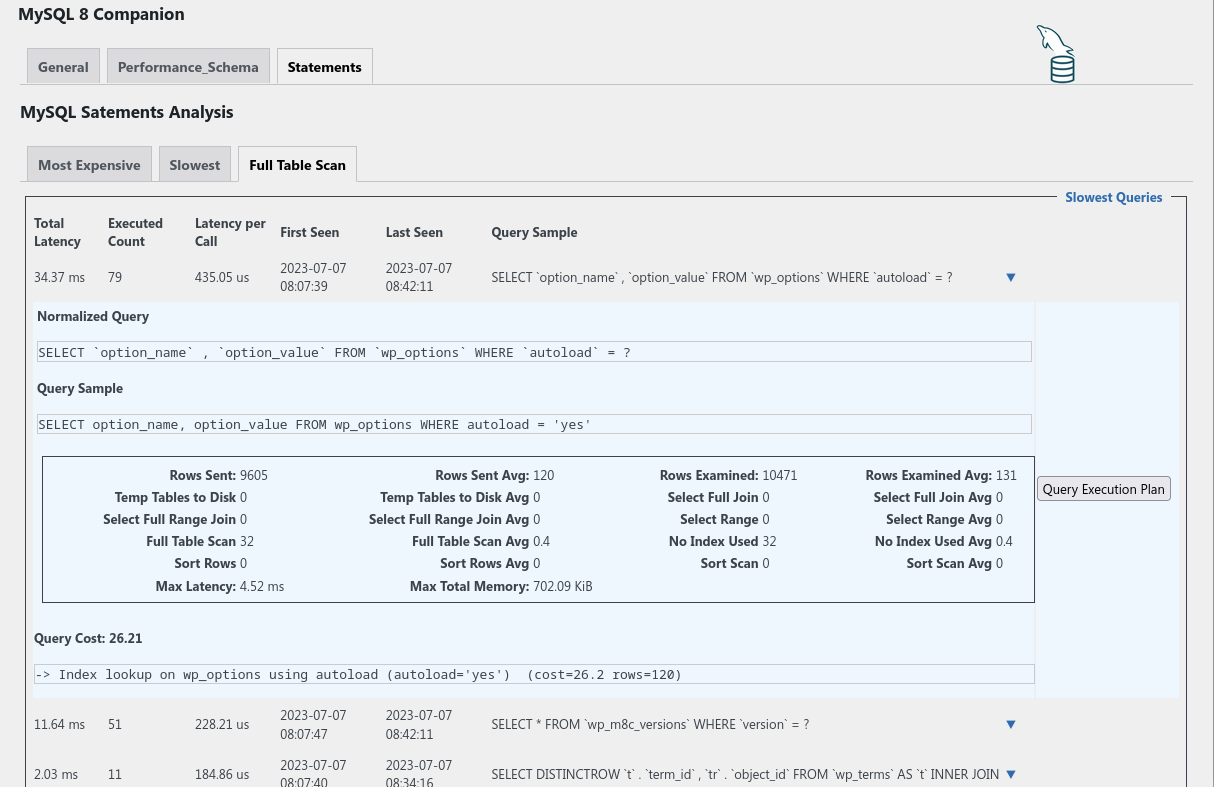 MySQL 8 Companion
General Performance_Schema Statements
MySQL Satements Analysis
Most Expensive Slowest Full Table Scan
Slowest Queries
Total Latency Executed Count Latency per Call First Seen Last Seen Query Sample
34.37 ms 79 435.05 us 2023-07-07 08:07:39 2023-07-07 08:42:11 SELECT `option_name` , `option_value` FROM `wp_options` WHERE `autoload` = ? ▼
Normalized Query
SELECT `option_name` , `option_value` FROM `wp_options` WHERE `autoload` = ?
Query Sample
SELECT option_name, option_value FROM wp_options WHERE autoload = 'yes'
Rows Sent: 9605 Rows Sent Avg: 120 Rows Examined: 10471 Rows Examined Avg: 131
Temp Tables to Disk 0 Temp Tables to Disk Avg 0 Select Full Join 0 Select Full Join Avg 0
Select Full Range Join 0 Select Full Range Join Avg 0 Select Range 0 Select Range Avg 0
Full Table Scan 32 Full Table Scan Avg 0.4 No Index Used 32 No Index Used Avg 0.4
Sort Rows 0 Sort Rows Avg 0 Sort Scan 0 Sort Scan Avg 0
Max Latency: 4.52 ms Max Total Memory: 702.09 KiB
Query Execution Plan
Query Cost: 26.21
-> Index lookup on wp_options using autoload (autoload='yes')  (cost=26.2 rows=120)
11.64 ms 51 228.21 us 2023-07-07 08:07:47 2023-07-07 08:42:11 SELECT * FROM `wp_m8c_versions` WHERE `version` = ? ▼
2.03 ms 11 184.86 us 2023-07-07 08:07:40 2023-07-07 08:34:16 SELECT DISTINCTROW `t` . `term_id` , `tr` . `object_id` FROM `wp_terms` AS `t` INNER JOIN ▼